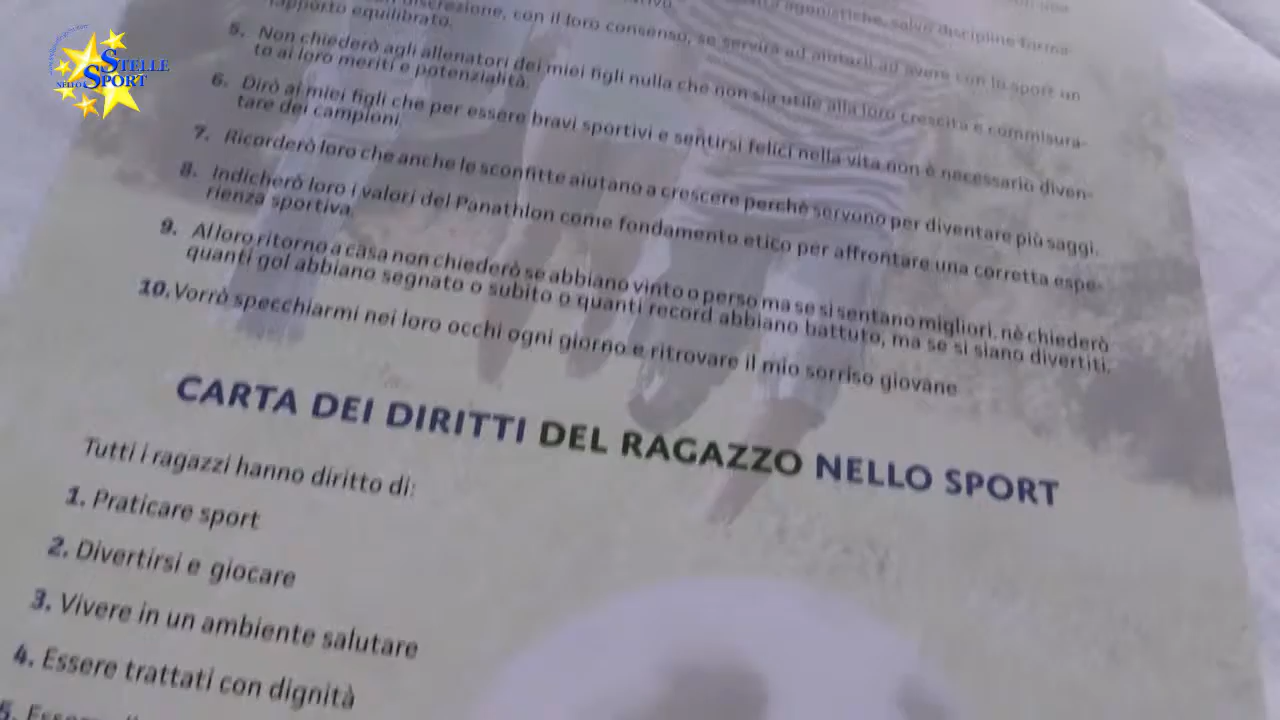 STELLE
NELLO SPORT
agonistiche, salvo discipline
discrezione, con il loro consenso, se servirà ad aiutarli ad avere con lo sport un
rapporto equilibrato.
5. Non chiederò agli allenatori dei miei figli nulla che non sia utile alla loro crescita e commisura-
to ai loro meriti e potenzialità.
6. Dirò ai miei figli che per essere bravi sportivi e sentirsi felici nella vita non è necessario diven-
tare dei campioni.
7. Ricorderò loro che anche le sconfitte aiutano a crescere perchè servono per diventare più saggi.
8. Indicherò loro i valori del Panathlon come fondamento etico per affrontare una corretta espe-
rienza sportiva.
9. Al loro ritorno a casa non chiederò se abbiano vinto o perso ma se si sentano migliori, nè chiederò
quanti gol abbiano segnato o subito o quanti record abbiano battuto, ma se si siano divertiti.
10. Vorrò specchiarmi nei loro occhi ogni giorno e ritrovare il mio sorriso giovane
CARTA DEI DIRITTI DEL RAGAZZO NELLO SPORT
Tutti i ragazzi hanno diritto di:
1. Praticare sport
2. Divertirsi e giocare
3. Vivere in un ambiente salutare
4. Essere trattati con dignità
5.